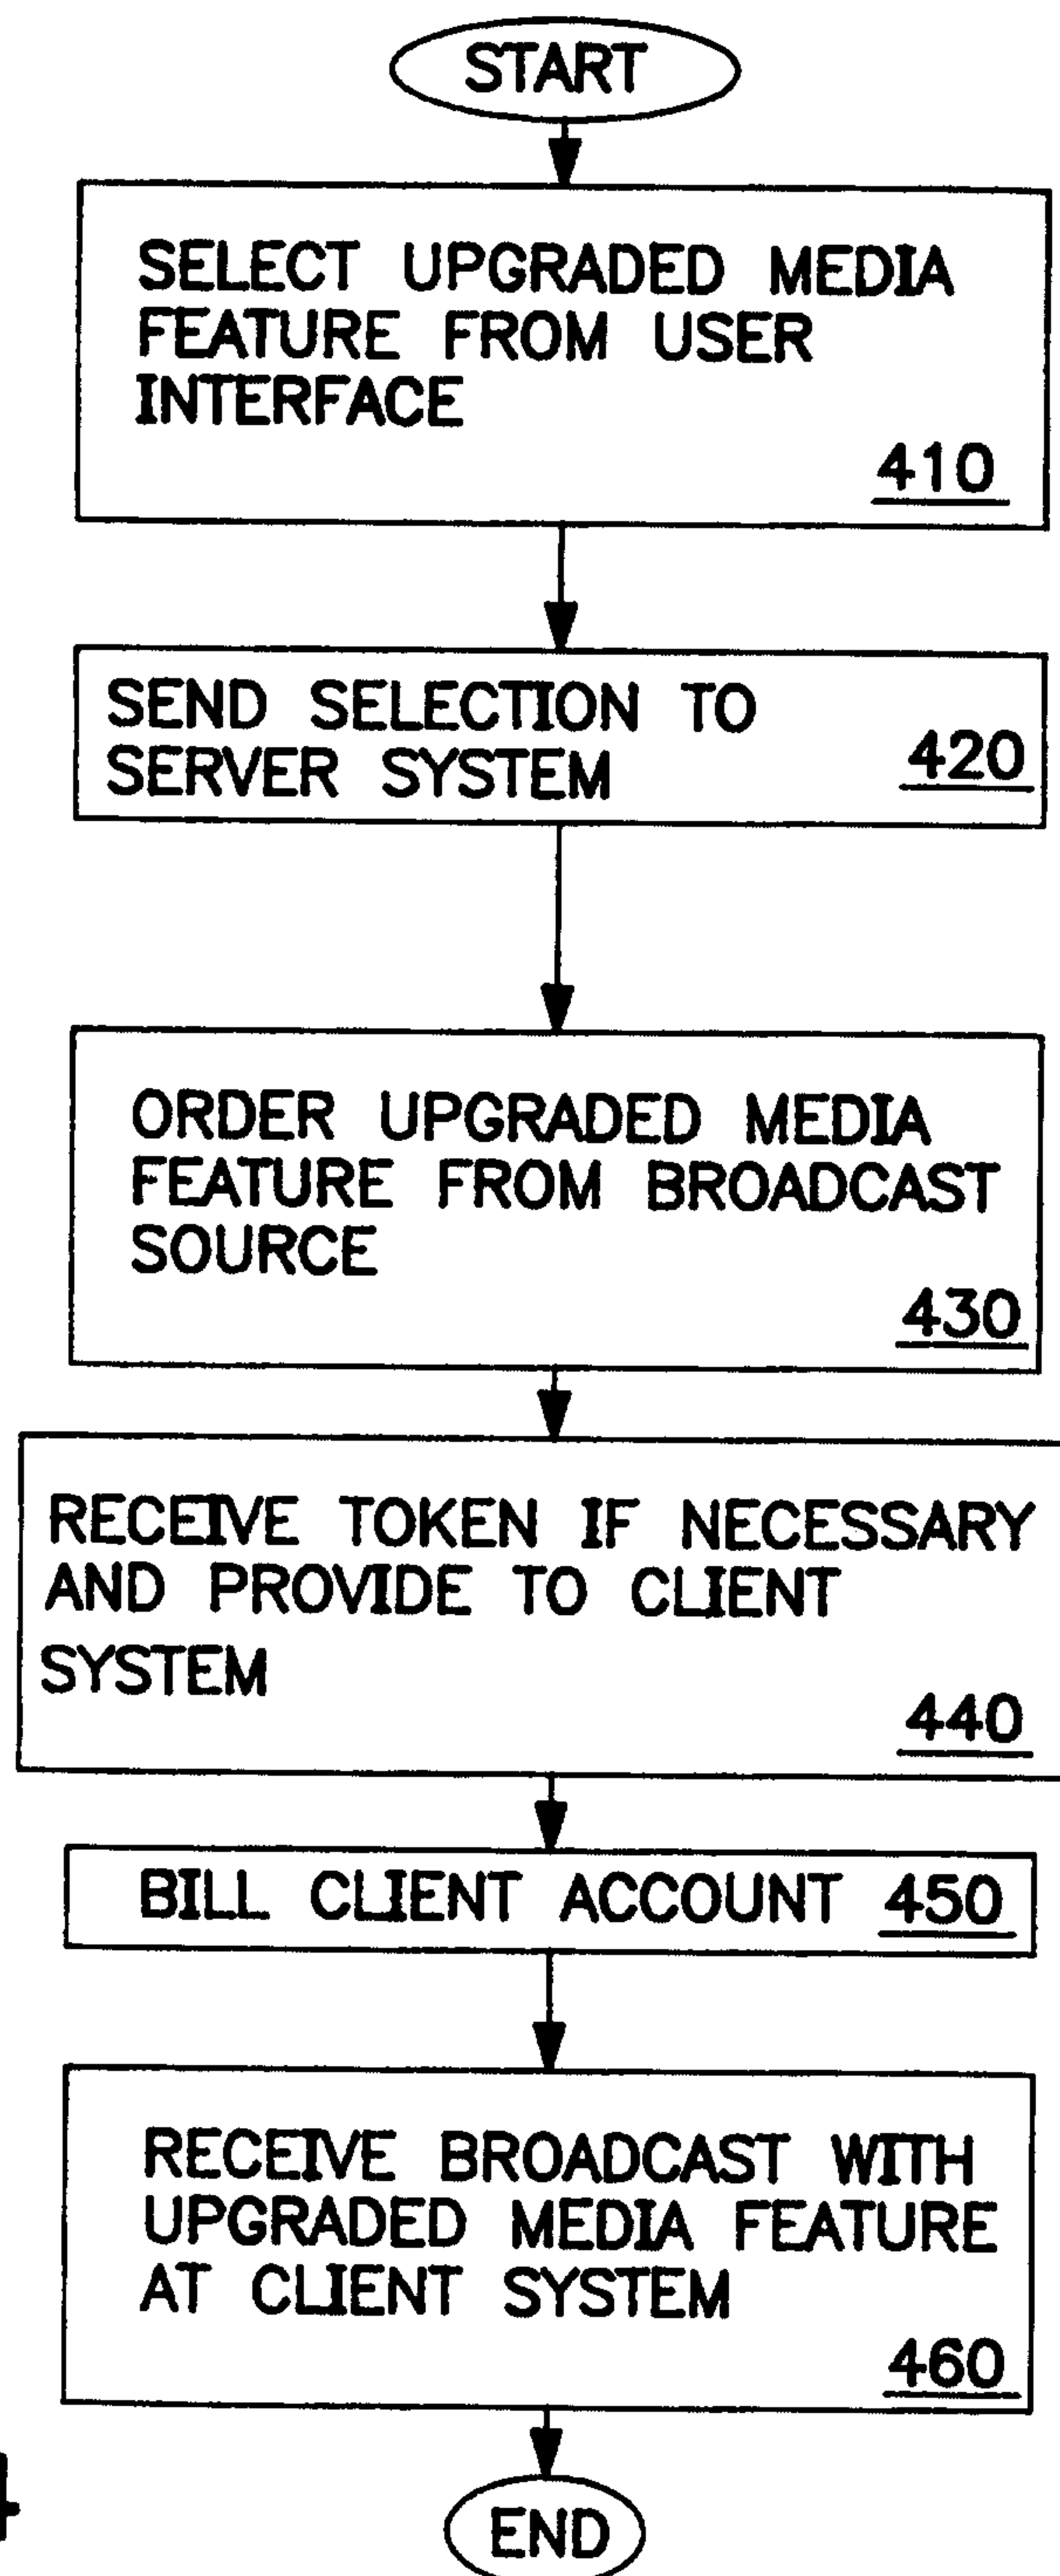 START
SELECT UPGRADED MEDIA
FEATURE FROM USER
INTERFACE
410
SEND SELECTION TO
SERVER SYSTEM
420
ORDER UPGRADED MEDIA
FEATURE FROM BROADCAST
SOURCE
430
RECEIVE TOKEN IF NECESSARY
AND PROVIDE TO CLIENT
SYSTEM
440
BILL CLIENT ACCOUNT 450
RECEIVE BROADCAST WITH
UPGRADED MEDIA FEATURE
AT CLIENT SYSTEM
460
END